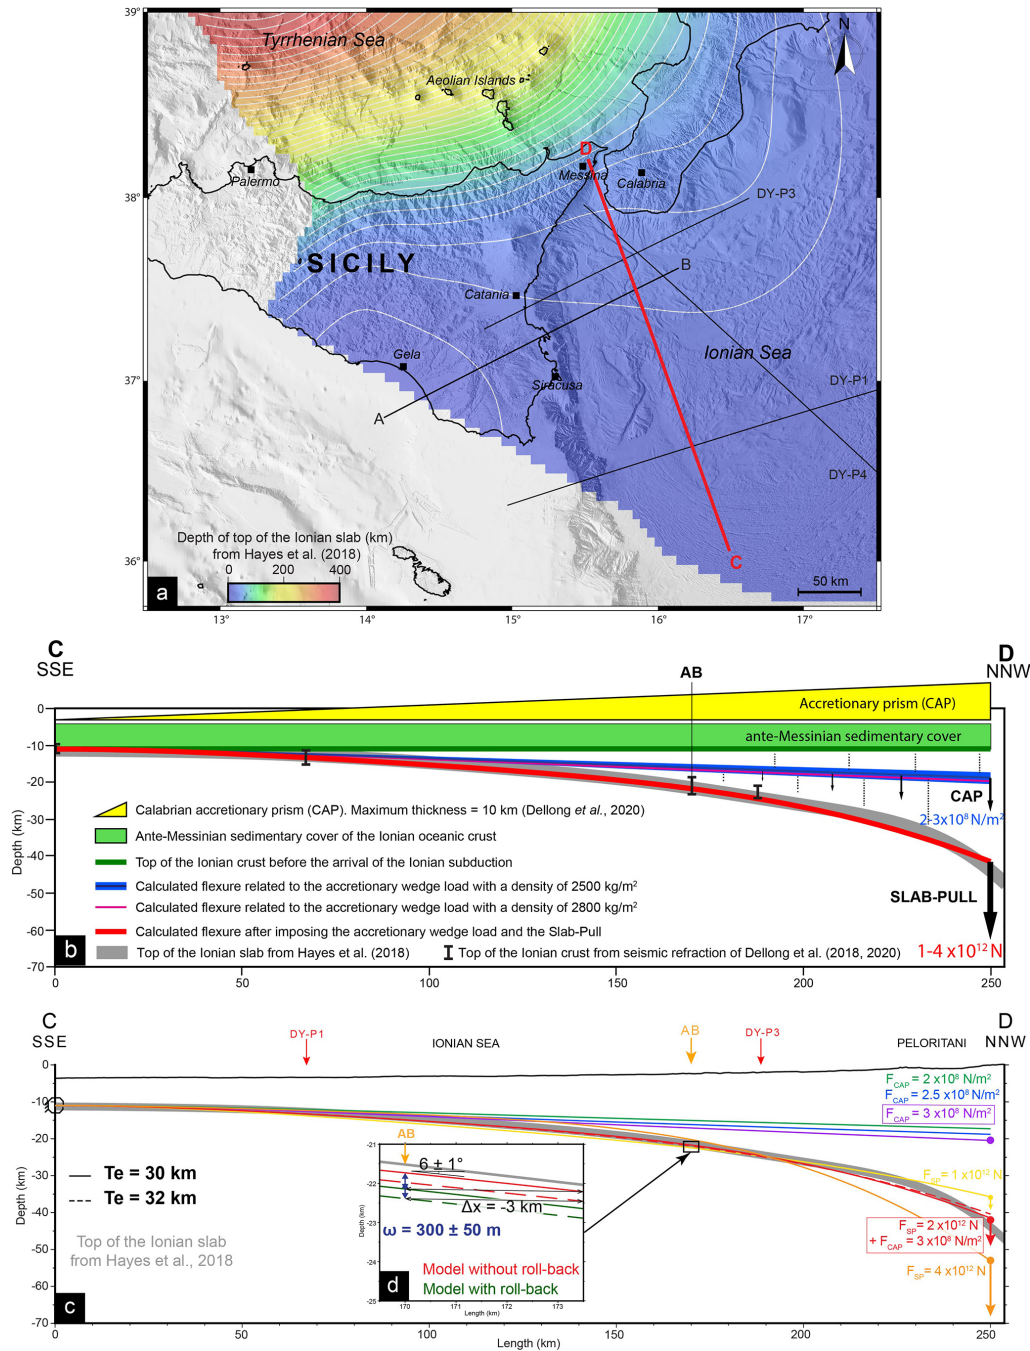 39°
Tyrrhenian Sea
N
Aeolian Islands
D
Messina
Calabria
Palermo
38°
DY-P3
SICILY
B
Catania
Ionian Sea
Gela
37°
Siracusa
DY-P1
A
DY-P4
Depth of top of the Ionian slab (km)
from Hayes et al. (2018)
0 200 400
36°
C
50 km
a
13° 14° 15° 16° 17°
C
SSE
D
NNW
AB
Accretionary prism (CAP)
ante-Messinian sedimentary cover
0
-10
-20
-30
-40
-50
-60
-70
Depth (km)
CAP
2-3x10⁸ N/m²
Calabrian accretionary prism (CAP). Maximum thickness = 10 km (Dellong et al., 2020)
Ante-Messinian sedimentary cover of the Ionian oceanic crust
Top of the Ionian crust before the arrival of the Ionian subduction
Calculated flexure related to the accretionary wedge load with a density of 2500 kg/m²
Calculated flexure related to the accretionary wedge load with a density of 2800 kg/m²
Calculated flexure after imposing the accretionary wedge load and the Slab-Pull
Top of the Ionian slab from Hayes et al. (2018)
Top of the Ionian crust from seismic refraction of Dellong et al. (2018, 2020)
SLAB-PULL
1-4 x10¹² N
b
0 50 100 150 200 250
C
SSE
DY-P1
IONIAN SEA
AB
DY-P3
PELORITANI
D
NNW
0
-10
-20
-30
-40
-50
-60
-70
Depth (km)
F_CAP = 2 x10⁸ N/m²
F_CAP = 2.5 x10⁸ N/m²
F_CAP = 3 x10⁸ N/m²
Te = 30 km
Te = 32 km
Top of the Ionian slab
from Hayes et al., 2018
F_SP = 1 x10¹² N
F_SP = 2 x10¹² N
+ F_CAP = 3 x10⁸ N/m²
F_SP = 4 x10¹² N
AB
-21
-22
-23
-24
-25
Depth (km)
6 ± 1°
Δx = -3 km
ω = 300 ± 50 m
Model without roll-back
Model with roll-back
d
170 171 172 173
Length (km)
c
0 50 100 150 200 250
Length (km)